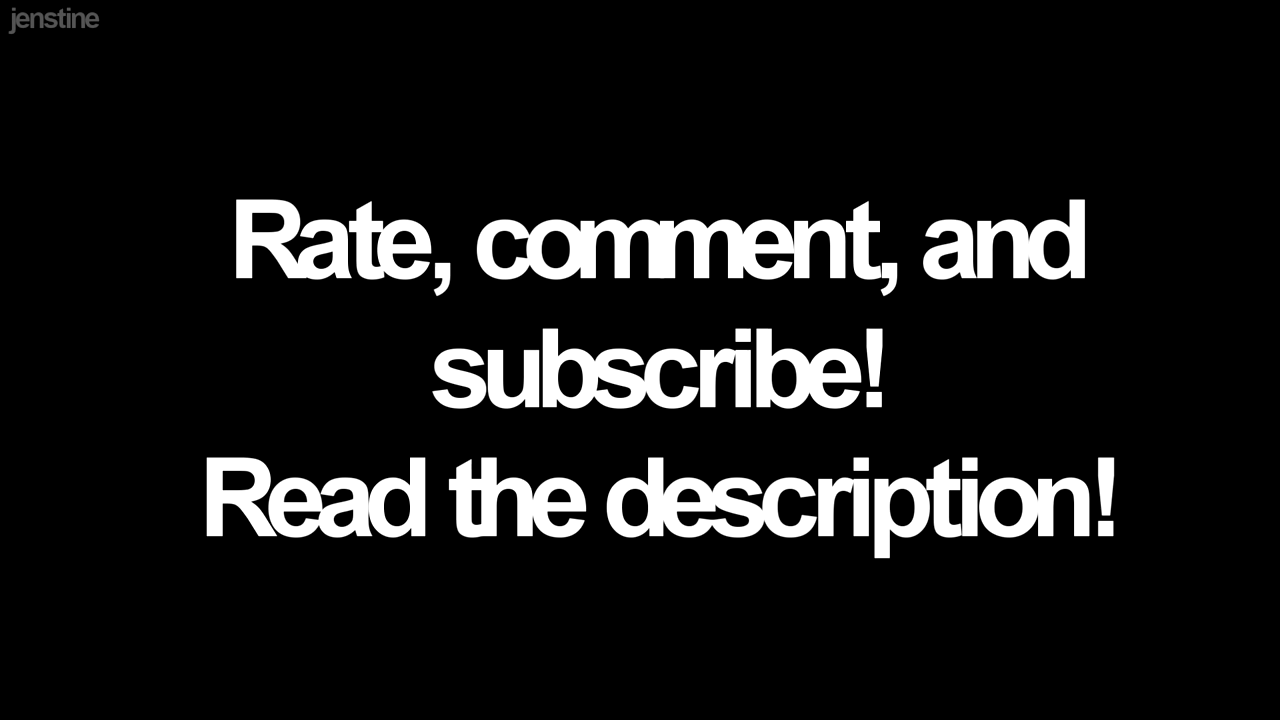 jenstine
Rate, comment, and
subscribe!
Read the description!